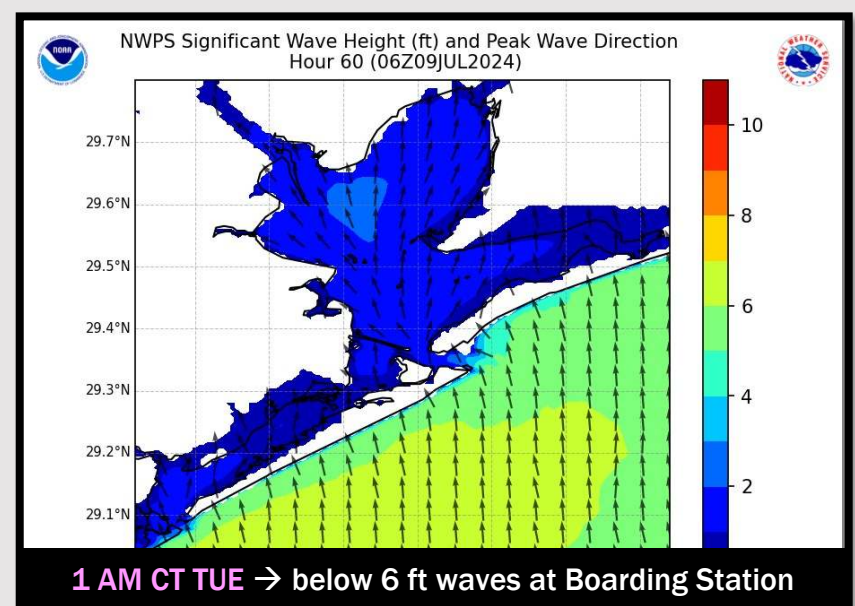 NWPS Significant Wave Height (ft) and Peak Wave Direction
Hour 60 (06Z09JUL2024)
NOAA
10
29.7°N
29.6°N
8
29.5°N
6
29.4°N
29.3°N
4
29.2°N
2
29.1°N
1 AM CT TUE → below 6 ft waves at Boarding Station